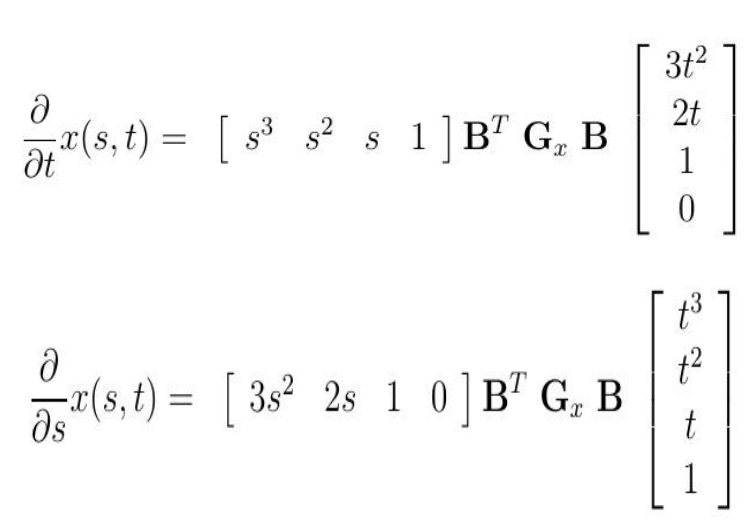 ∂/∂t x(s, t) = [ s³ s² s 1 ] Bᵀ Gₓ B [ 3t² 2t 1 0 ]
∂/∂s x(s, t) = [ 3s² 2s 1 0 ] Bᵀ Gₓ B [ t³ t² t 1 ]